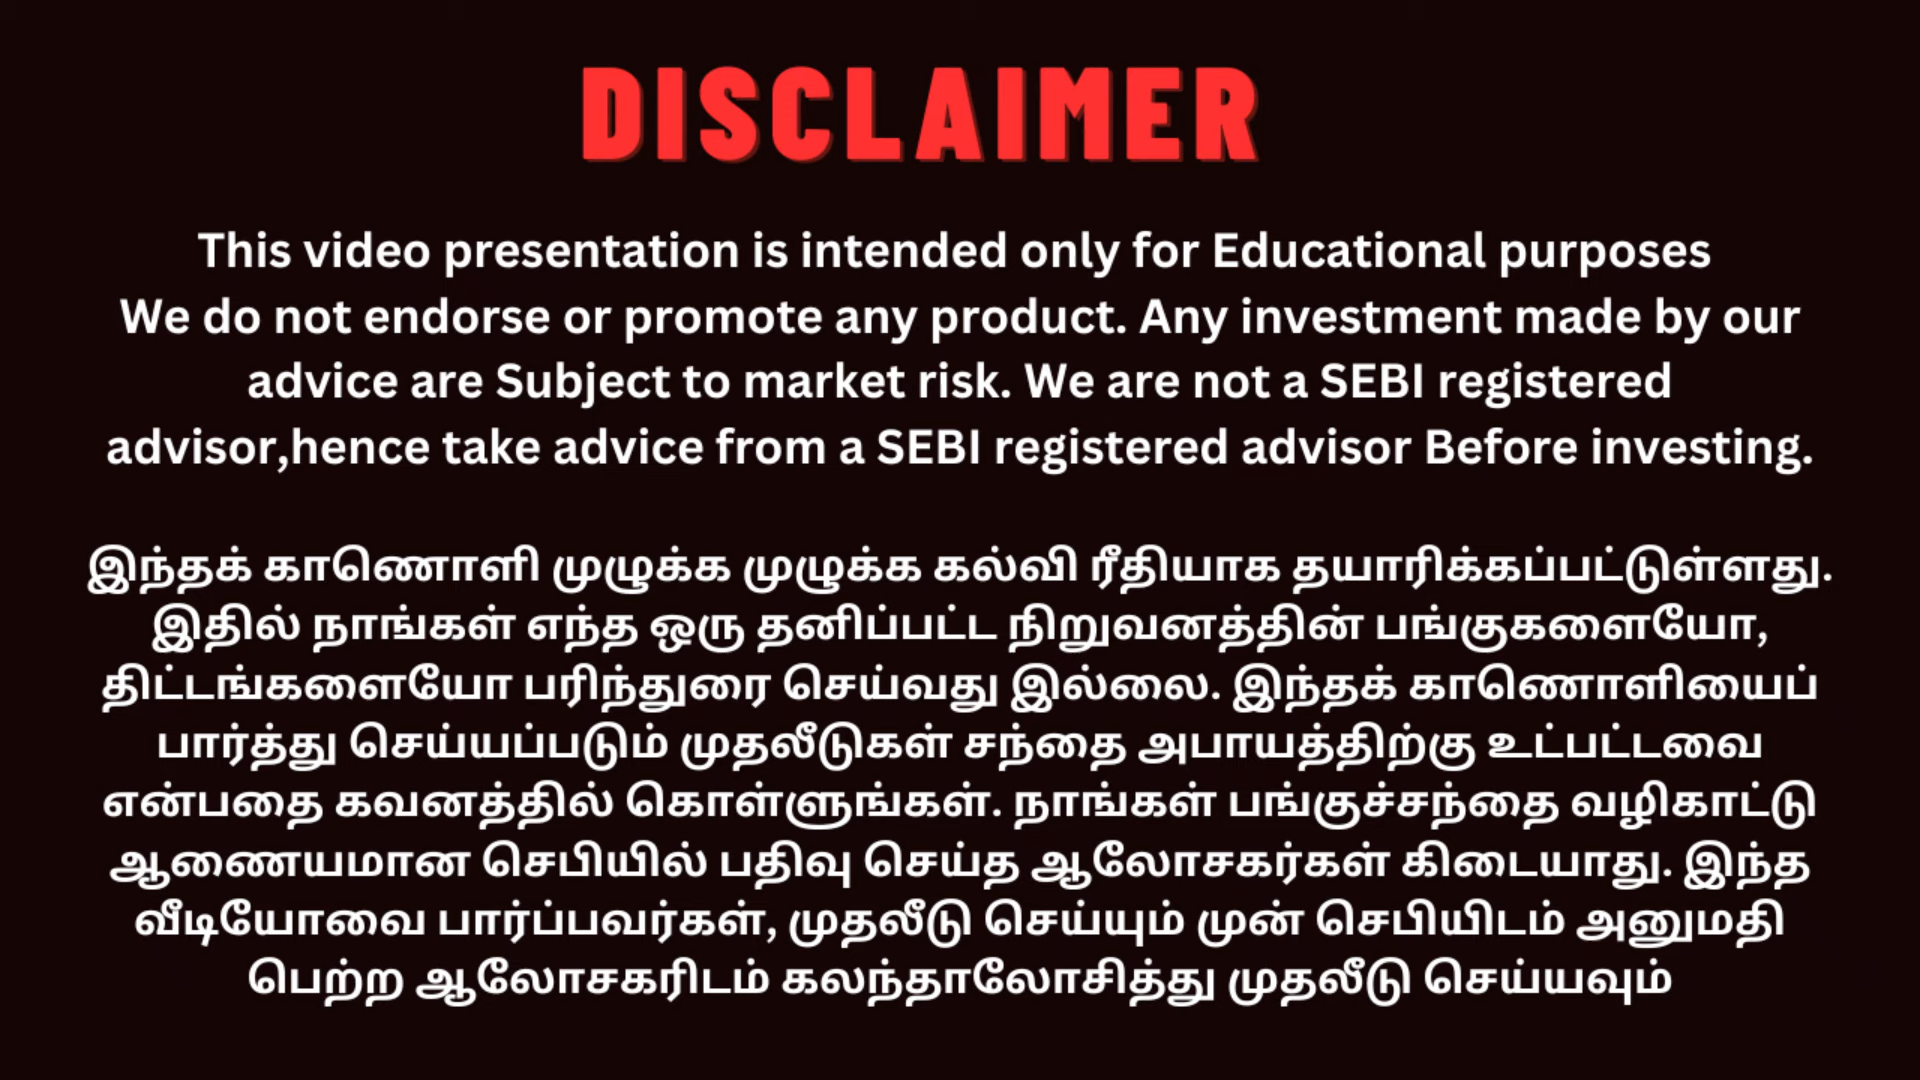 DISCLAIMER
This video presentation is intended only for Educational purposes
We do not endorse or promote any product. Any investment made by our
advice are Subject to market risk. We are not a SEBI registered
advisor,hence take advice from a SEBI registered advisor Before investing.
இந்தக் காணொளி முழுக்க முழுக்க கல்வி ரீதியாக தயாரிக்கப்பட்டுள்ளது.
இதில் நாங்கள் எந்த ஒரு தனிப்பட்ட நிறுவனத்தின் பங்குகளையோ,
திட்டங்களையோ பரிந்துரை செய்வது இல்லை. இந்தக் காணொளியைப்
பார்த்து செய்யப்படும் முதலீடுகள் சந்தை அபாயத்திற்கு உட்பட்டவை
என்பதை கவனத்தில் கொள்ளுங்கள். நாங்கள் பங்குச்சந்தை வழிகாட்டு
ஆணையமான செபியில் பதிவு செய்த ஆலோசகர்கள் கிடையாது. இந்த
வீடியோவை பார்ப்பவர்கள், முதலீடு செய்யும் முன் செபியிடம் அனுமதி
பெற்ற ஆலோசகரிடம் கலந்தாலோசித்து முதலீடு செய்யவும்